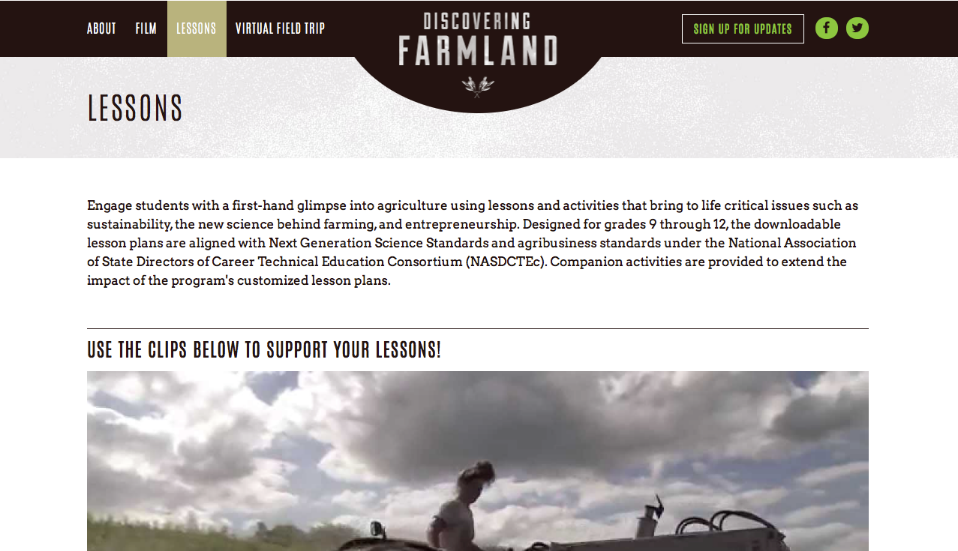 ABOUT FILM LESSONS VIRTUAL FIELD TRIP
DISCOVERING
FARMLAND
SIGN UP FOR UPDATES
LESSONS
Engage students with a first-hand glimpse into agriculture using lessons and activities that bring to life critical issues such as
sustainability, the new science behind farming, and entrepreneurship. Designed for grades 9 through 12, the downloadable
lesson plans are aligned with Next Generation Science Standards and agribusiness standards under the National Association
of State Directors of Career Technical Education Consortium (NASDCTEc). Companion activities are provided to extend the
impact of the program's customized lesson plans.
USE THE CLIPS BELOW TO SUPPORT YOUR LESSONS!